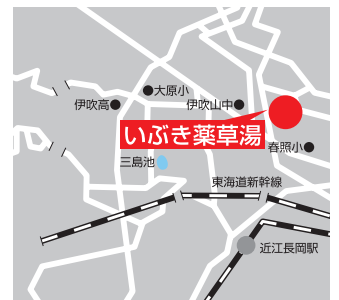 大原小
伊吹高
伊吹山中
いぶき薬草湯
春照小
三島池
東海道新幹線
近江長岡駅